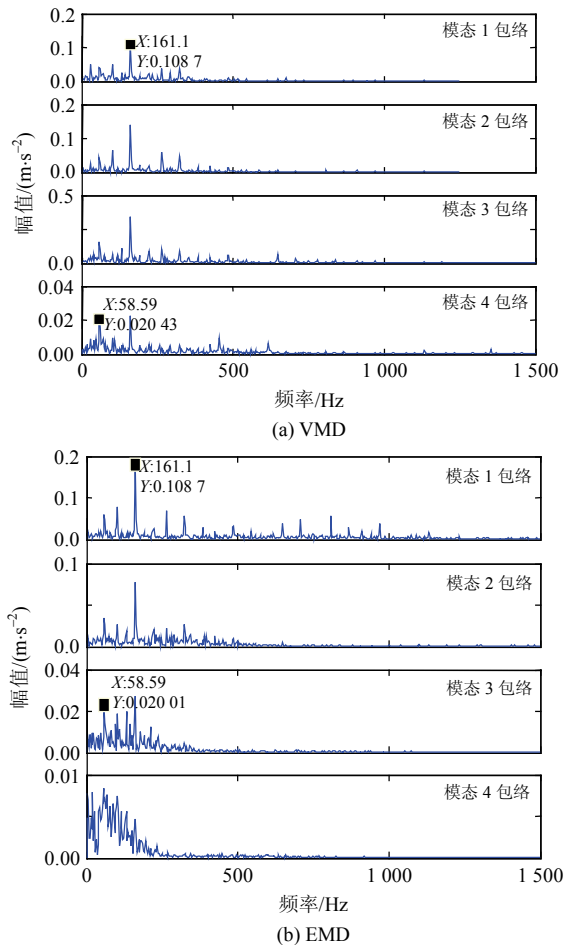 0.2
模态 1 包络
X:161.1
0.1
Y:0.108 7
0.0
0.2
模态 2 包络
0.1
0.0
0.5
模态 3 包络
0.0
0.04
模态 4 包络
X:58.59
0.02
Y:0.020 43
0.00
0
500
1 000
1 500
幅值/(m·s⁻²)
频率/Hz
(a) VMD
0.2
X:161.1
模态 1 包络
Y:0.108 7
0.1
0.0
0.1
模态 2 包络
0.0
0.04
X:58.59
模态 3 包络
Y:0.020 01
0.02
0.00
0.01
模态 4 包络
0.00
0
500
1 000
1 500
幅值/(m·s⁻²)
频率/Hz
(b) EMD